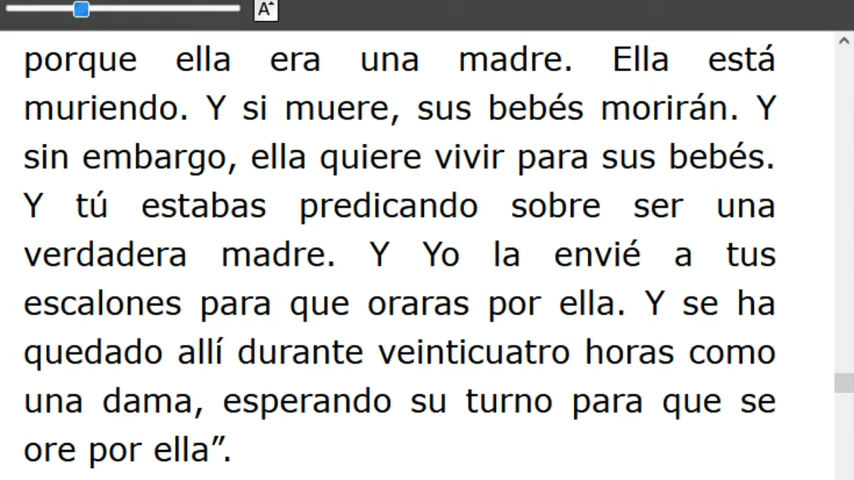 A
porque ella era una madre. Ella está
muriendo. Y si muere, sus bebés morirán. Y
sin embargo, ella quiere vivir para sus bebés.
Y tú estabas predicando sobre ser una
verdadera madre. Y Yo la envié a tus
escalones para que oraras por ella. Y se ha
quedado allí durante veinticuatro horas como
una dama, esperando su turno para que se
ore por ella”.